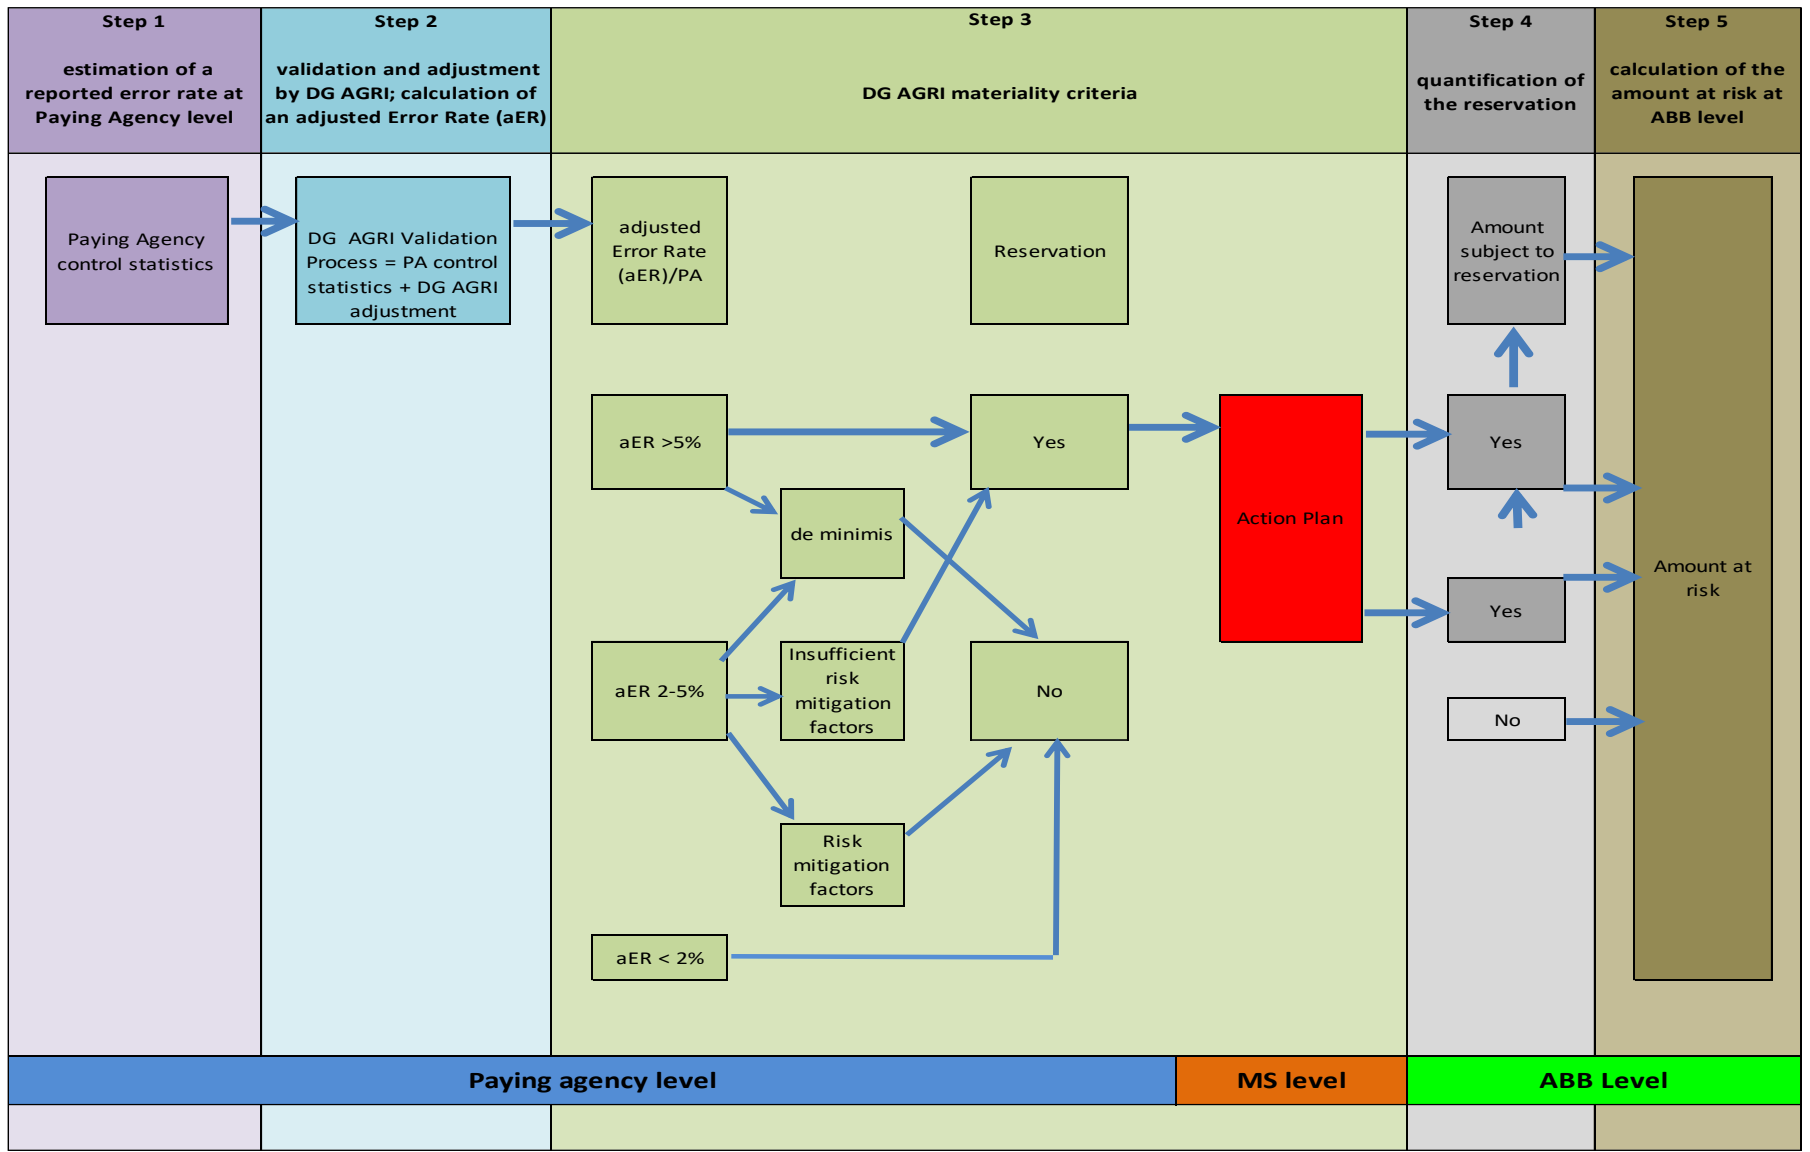 Step 1
estimation of a
reported error rate at
Paying Agency level
Step 2
validation and adjustment
by DG AGRI; calculation of
an adjusted Error Rate (aER)
Step 3
DG AGRI materiality criteria
Step 4
quantification of
the reservation
Step 5
calculation of the
amount at risk at
ABB level
Paying Agency
control statistics
DG AGRI Validation
Process = PA control
statistics + DG AGRI
adjustment
adjusted
Error Rate
(aER)/PA
Reservation
Amount
subject to
reservation
aER >5%
Yes
Yes
de minimis
Action Plan
Amount at
risk
Yes
aER 2-5%
Insufficient
risk
mitigation
factors
No
No
Risk
mitigation
factors
aER < 2%
Paying agency level
MS level
ABB Level